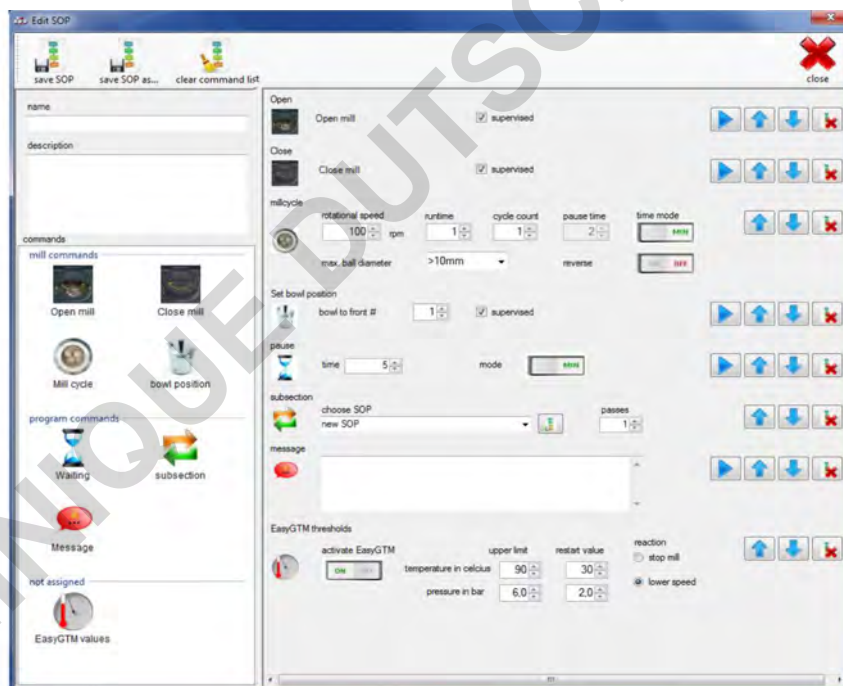 Edit SOP
save SOP save SOP as... clear command list close
name
description
commands
mill commands
Open mill Close mill
Mill cycle bowl position
program commands
Waiting subsection
Message
not assigned
EasyGTM values
Open
Open mill supervised
Close
Close mill supervised
millcycle
rotational speed runtime cycle count pause time time mode
100 rpm 1 1 2 MIN
max. ball diameter >10mm reverse OFF
Set bowl position
bowl to front # 1 supervised
pause
time 5 mode MIN
subsection
choose SOP passes
new SOP 1
message
EasyGTM thresholds
activate EasyGTM upper limit restart value reaction
ON temperature in celcius 90 30 stop mill
pressure in bar 6,0 2,0 lower speed
NIQUE DUTSC